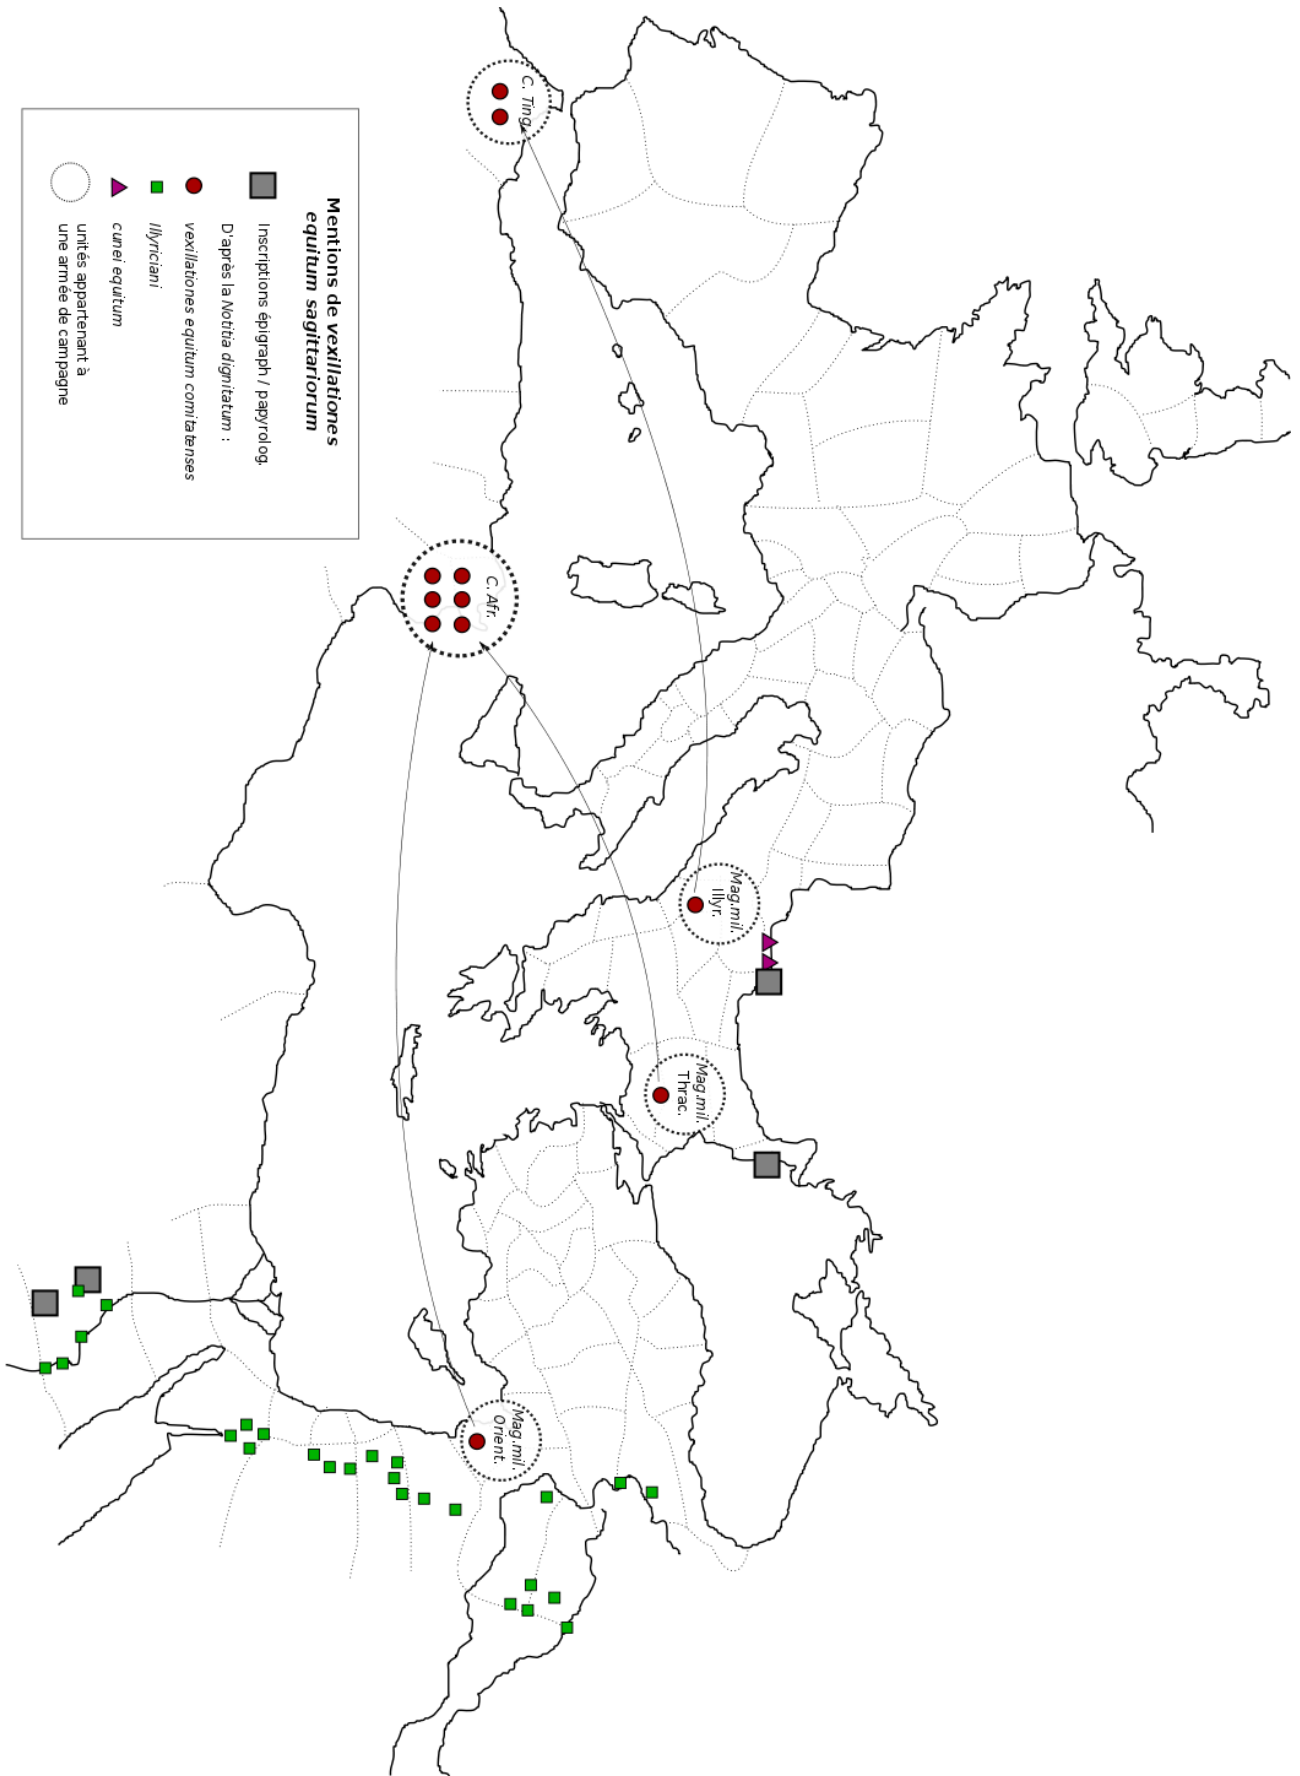 Mentions de vexillationes
equitum sagittariorum
Inscriptions épigraph / papyrolog.
D'après la Notitia dignitatum :
vexillationes equitum comitatenses
Illyriciani
cunei equitum
unités appartenant à
une armée de campagne
C. Ting.
C. Afr.
Mag.mil.
Illyr.
Mag.mil.
Thrac.
Mag.mil.
Orient.